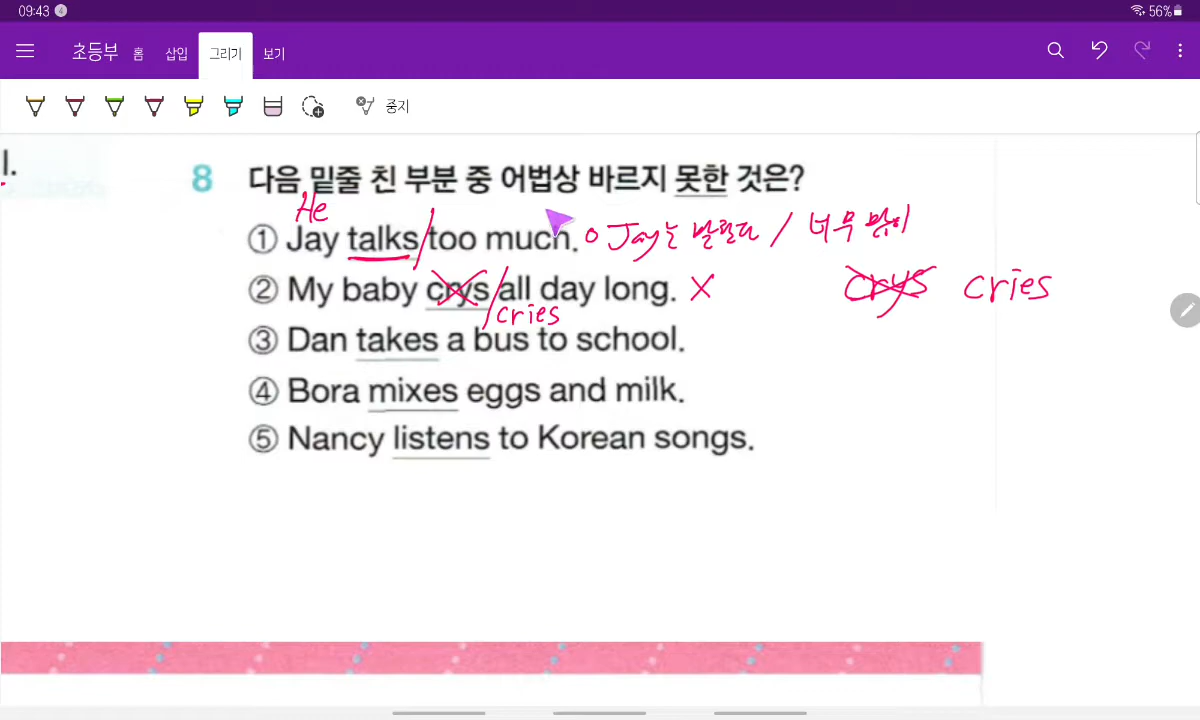 09:43 4 56%
초등부 홈 삽입 그리기 보기
중지
l.
8 다음 밑줄 친 부분 중 어법상 바르지 못한 것은?
He
① Jay talks / too much. o Jay는 말한다 / 너무 많이
② My baby crys / all day long. X crys cries
cries
③ Dan takes a bus to school.
④ Bora mixes eggs and milk.
⑤ Nancy listens to Korean songs.